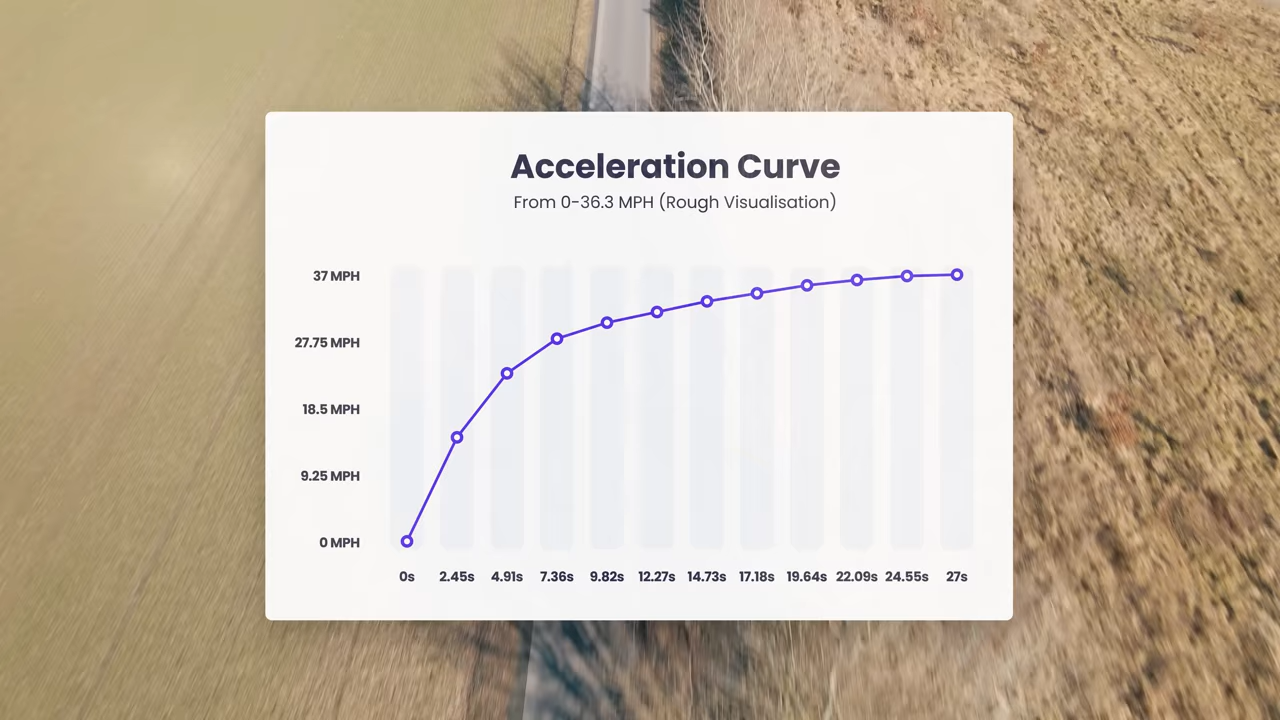 Acceleration Curve
From 0-36.3 MPH (Rough Visualisation)
37 MPH
27.75 MPH
18.5 MPH
9.25 MPH
0 MPH
0s 2.45s 4.91s 7.36s 9.82s 12.27s 14.73s 17.18s 19.64s 22.09s 24.55s 27s